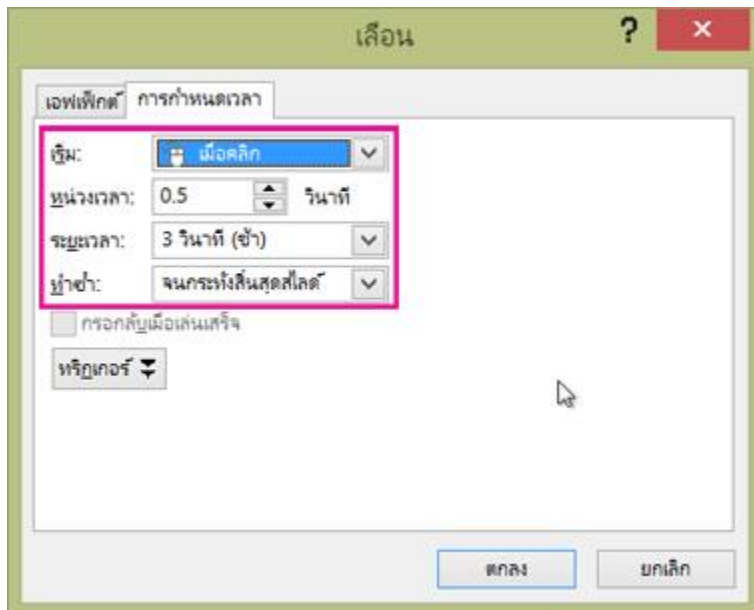 เลือน
?
เอฟเฟ็กต์ การกำหนดเวลา
เริ่ม: เมื่อคลิก
หน่วงเวลา: 0.5 วินาที
ระยะเวลา: 3 วินาที (ช้า)
ทำซ้ำ: จนกระทั่งสิ้นสุดสไลด์
กรอกลับเมื่อเล่นเสร็จ
ทริกเกอร์
ตกลง ยกเลิก